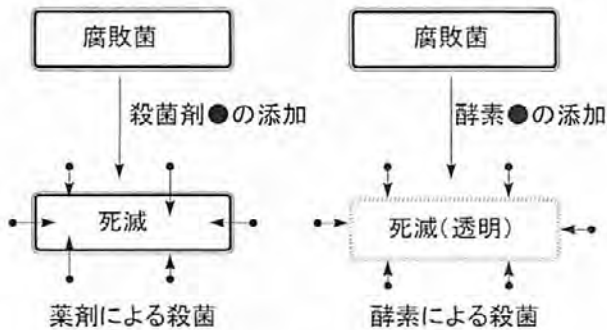 腐敗菌
腐敗菌
殺菌剤●の添加
酵素●の添加
死滅
死滅(透明)
薬剤による殺菌
酵素による殺菌